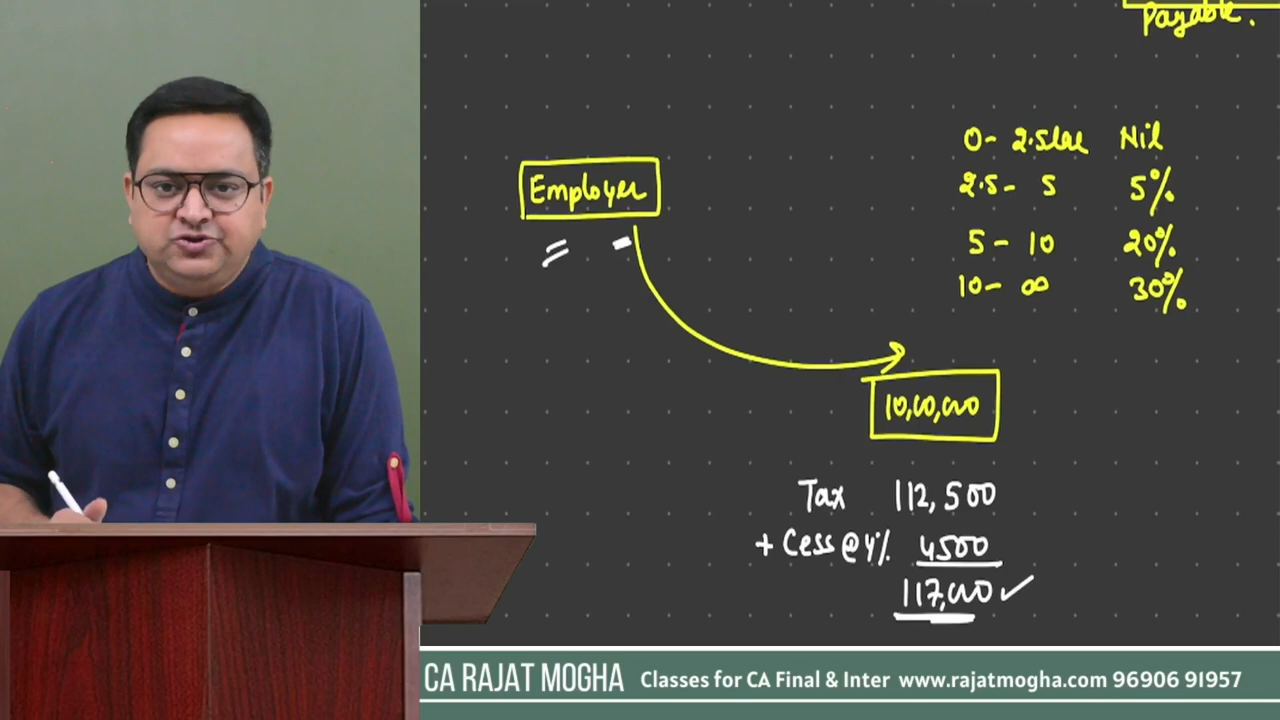 Payable.
0- 2.5lac Nil
2.5- 5 5%
5 - 10 20%
10- ∞ 30%
Employer
10,00,000
Tax 112,500
+ Cess @ 4% 4500
117,000 ✓
CA RAJAT MOGHA Classes for CA Final & Inter www.rajatmogha.com 96906 91957